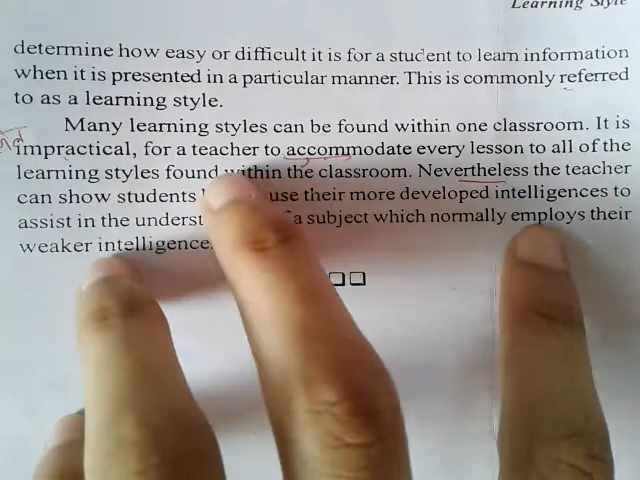 Learning Style
determine how easy or difficult it is for a student to learn information
when it is presented in a particular manner. This is commonly referred
to as a learning style.
Many learning styles can be found within one classroom. It is
impractical, for a teacher to accommodate every lesson to all of the
learning styles found within the classroom. Nevertheless the teacher
can show students use their more developed intelligences to
assist in the a subject which normally employs their
weaker